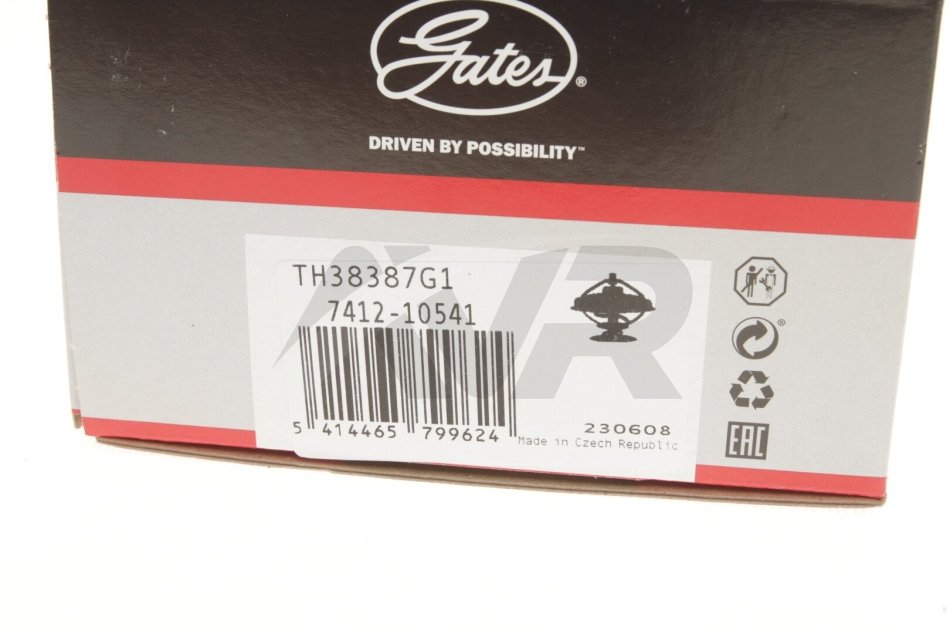 Gates®
DRIVEN BY POSSIBILITY™
TH38387G1
7412-10541
5 414465 799624
230608
Made in Czech Republic
®
EAC